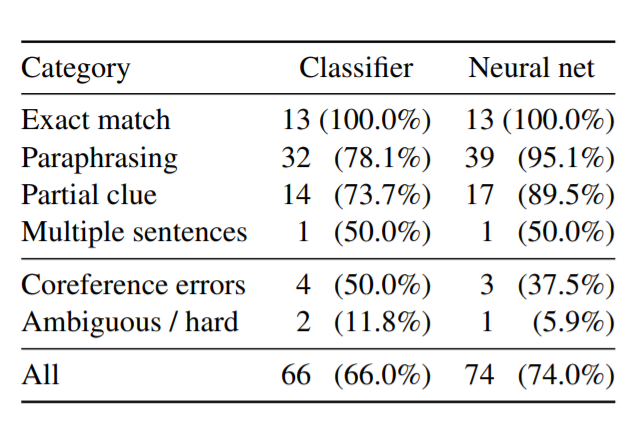 Category Classifier Neural net
Exact match 13 (100.0%) 13 (100.0%)
Paraphrasing 32 (78.1%) 39 (95.1%)
Partial clue 14 (73.7%) 17 (89.5%)
Multiple sentences 1 (50.0%) 1 (50.0%)
Coreference errors 4 (50.0%) 3 (37.5%)
Ambiguous / hard 2 (11.8%) 1 (5.9%)
All 66 (66.0%) 74 (74.0%)